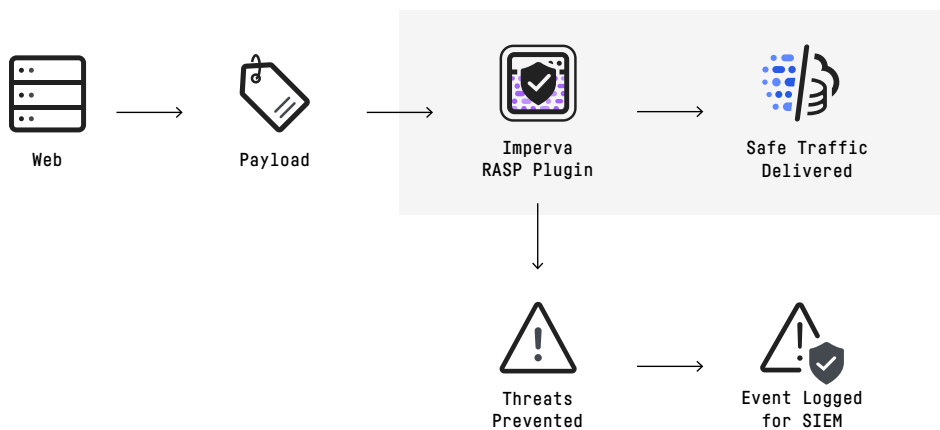 Web
Payload
Imperva
RASP Plugin
Safe Traffic
Delivered
Threats
Prevented
Event Logged
for SIEM